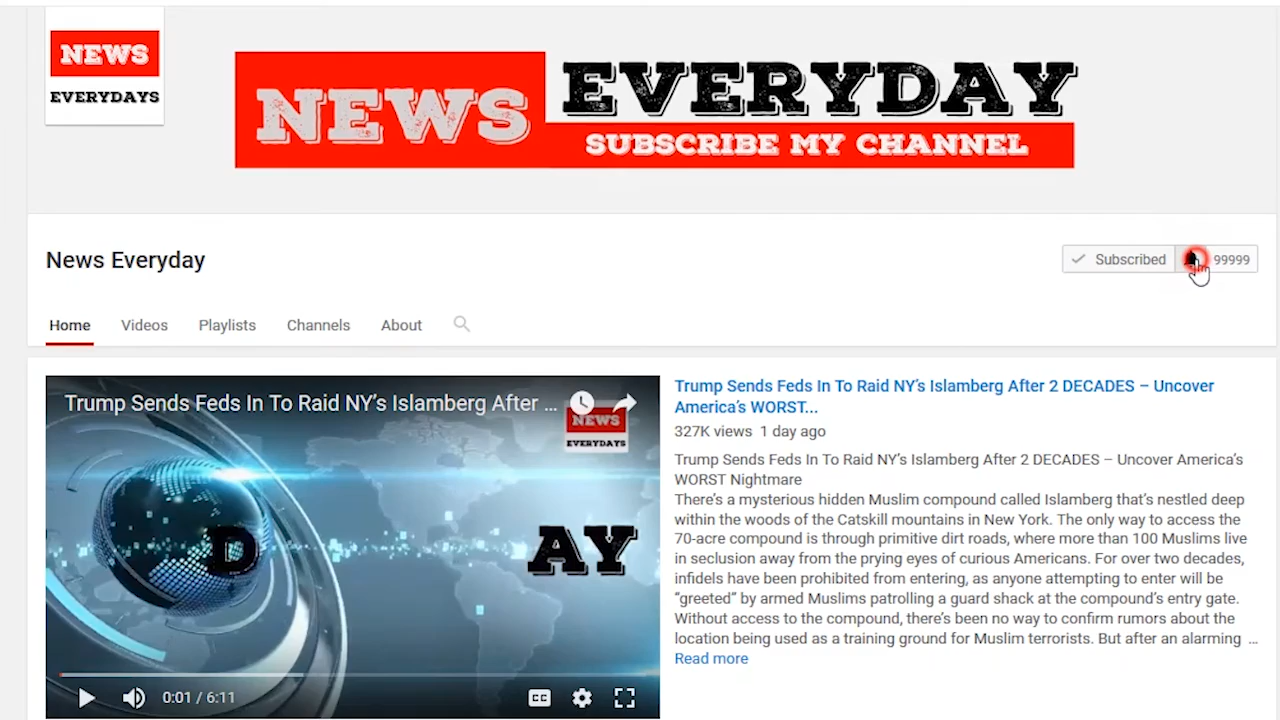 NEWS
EVERYDAYS
NEWS
EVERYDAY
SUBSCRIBE MY CHANNEL
News Everyday
Subscribed
99999
Home Videos Playlists Channels About
Trump Sends Feds In To Raid NY's Islamberg After ...
NEWS
EVERYDAYS
D AY
0:01 / 6:11
CC
Trump Sends Feds In To Raid NY's Islamberg After 2 DECADES – Uncover
America's WORST...
327K views 1 day ago
Trump Sends Feds In To Raid NY's Islamberg After 2 DECADES – Uncover America's
WORST Nightmare
There's a mysterious hidden Muslim compound called Islamberg that's nestled deep
within the woods of the Catskill mountains in New York. The only way to access the
70-acre compound is through primitive dirt roads, where more than 100 Muslims live
in seclusion away from the prying eyes of curious Americans. For over two decades,
infidels have been prohibited from entering, as anyone attempting to enter will be
“greeted” by armed Muslims patrolling a guard shack at the compound's entry gate.
Without access to the compound, there's been no way to confirm rumors about the
location being used as a training ground for Muslim terrorists. But after an alarming ...
Read more